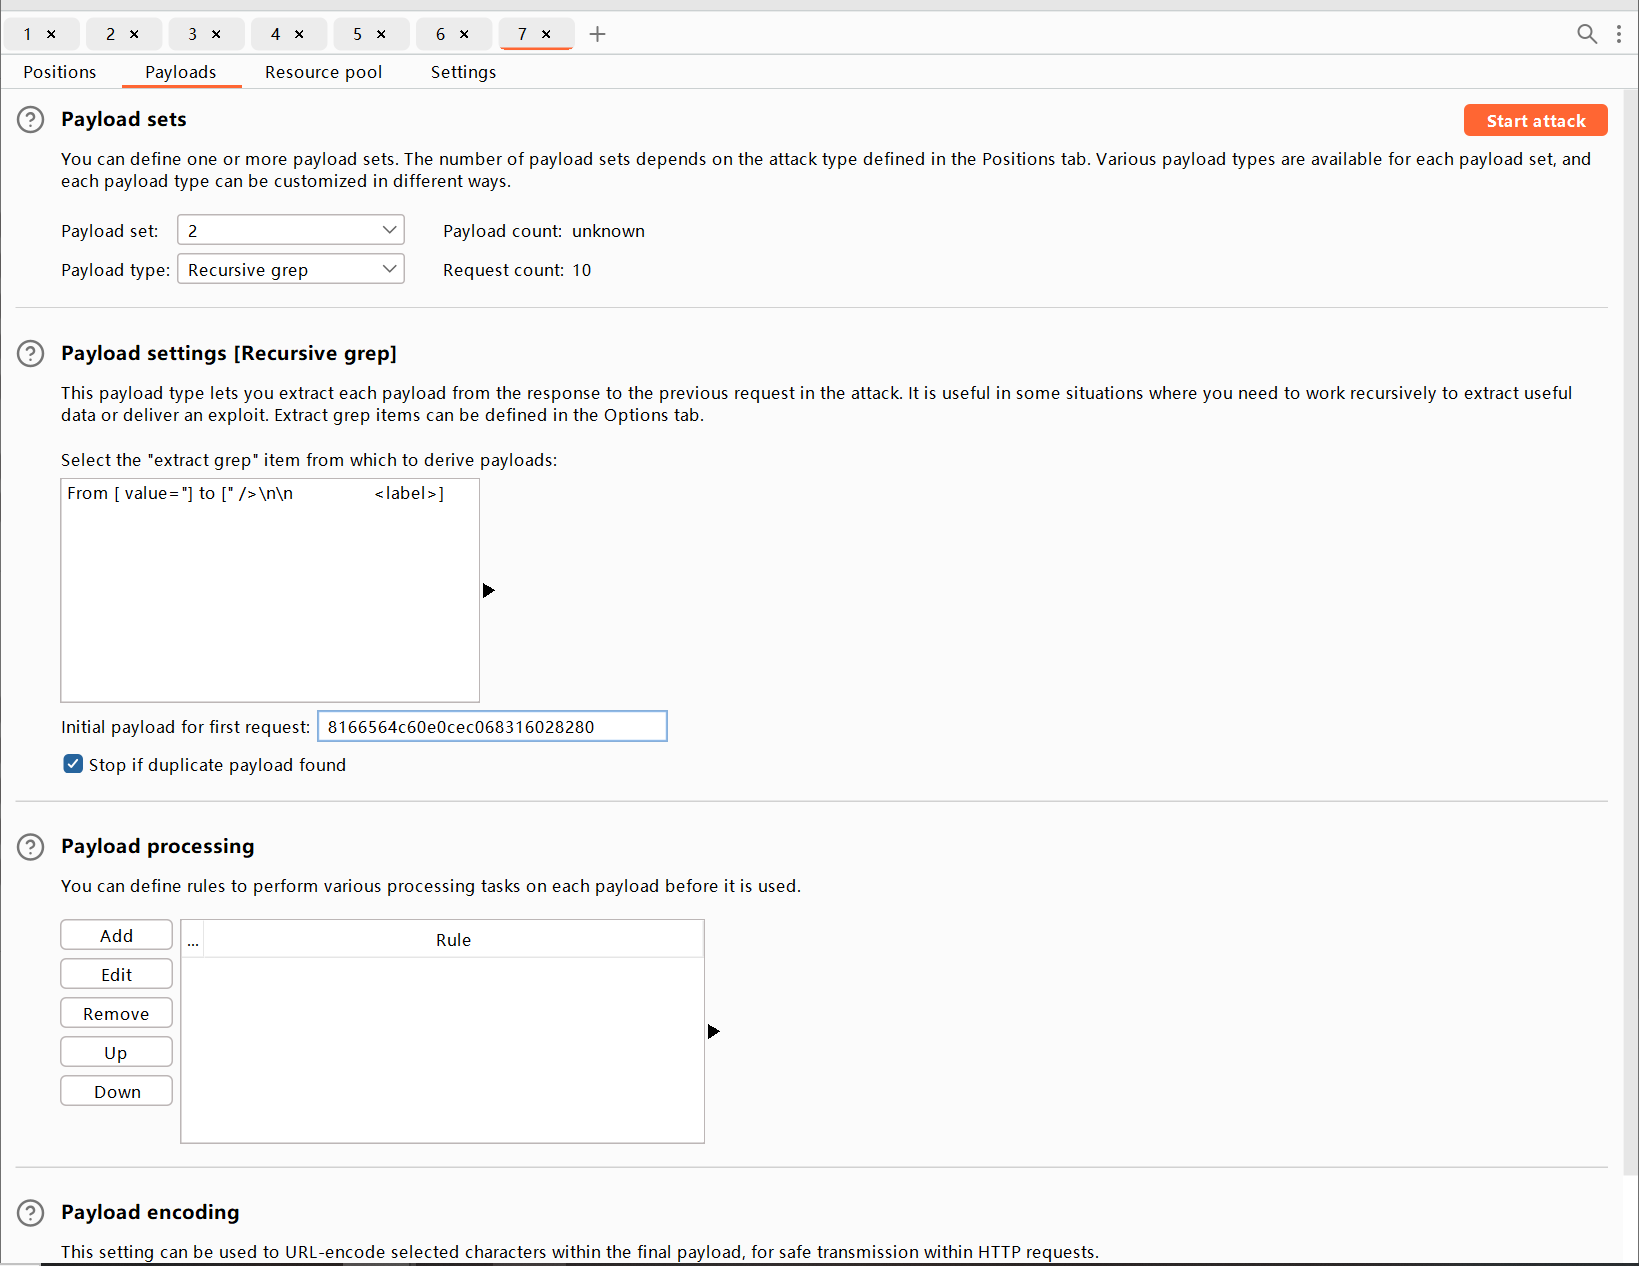 1 × 2 × 3 × 4 × 5 × 6 × 7 × +
Positions Payloads Resource pool Settings
Payload sets
Start attack
You can define one or more payload sets. The number of payload sets depends on the attack type defined in the Positions tab. Various payload types are available for each payload set, and
each payload type can be customized in different ways.
Payload set: 2 Payload count: unknown
Payload type: Recursive grep Request count: 10
Payload settings [Recursive grep]
This payload type lets you extract each payload from the response to the previous request in the attack. It is useful in some situations where you need to work recursively to extract useful
data or deliver an exploit. Extract grep items can be defined in the Options tab.
Select the "extract grep" item from which to derive payloads:
From [ value="] to [" />\n\n <label>]
Initial payload for first request: 8166564c60e0cec068316028280
Stop if duplicate payload found
Payload processing
You can define rules to perform various processing tasks on each payload before it is used.
Add
... Rule
Edit
Remove
Up
Down
Payload encoding
This setting can be used to URL-encode selected characters within the final payload, for safe transmission within HTTP requests.